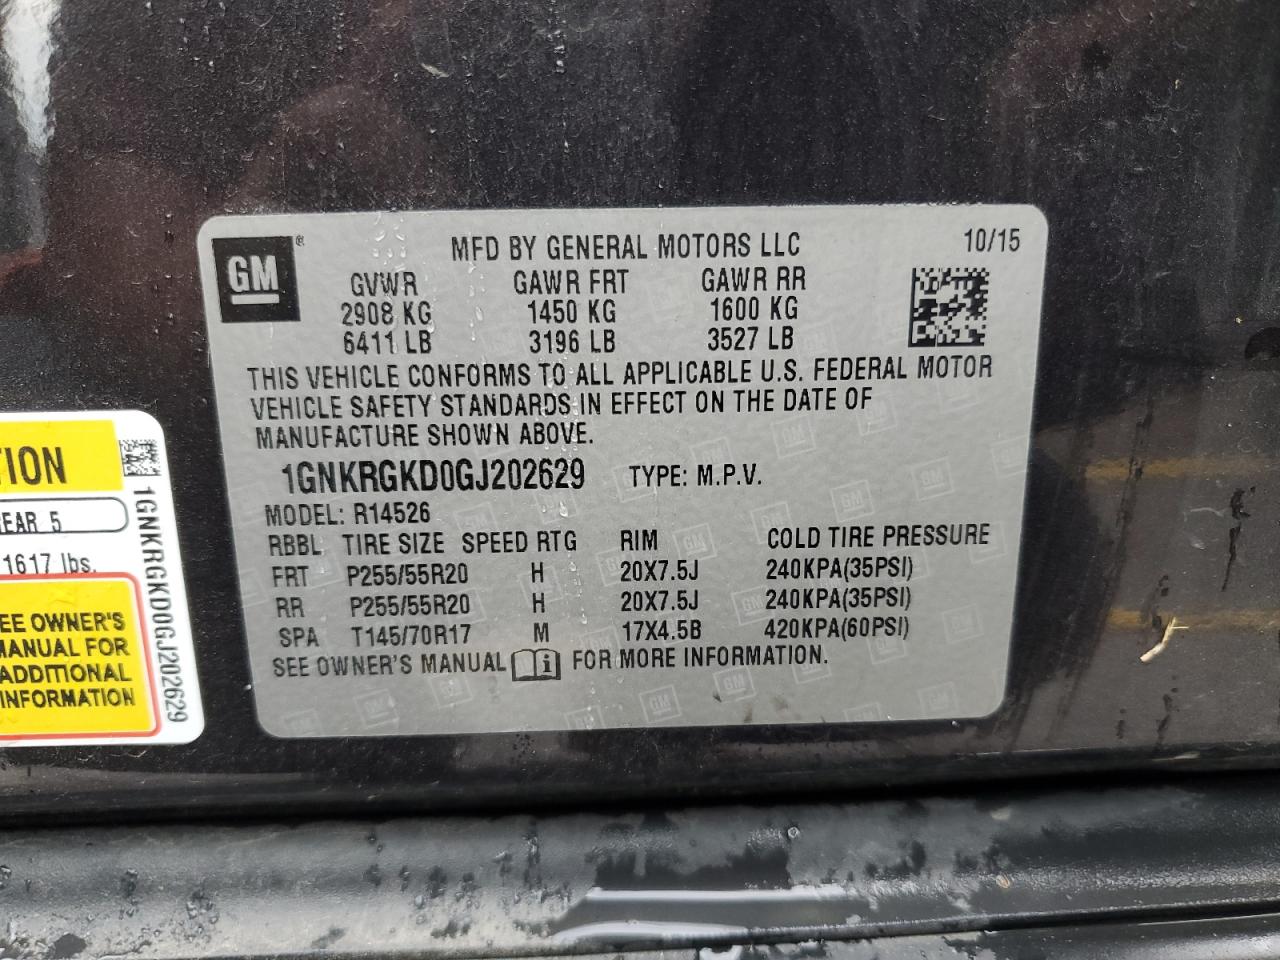 GM ®
MFD BY GENERAL MOTORS LLC 10/15
GVWR GAWR FRT GAWR RR
2908 KG 1450 KG 1600 KG
6411 LB 3196 LB 3527 LB
THIS VEHICLE CONFORMS TO ALL APPLICABLE U.S. FEDERAL MOTOR
VEHICLE SAFETY STANDARDS IN EFFECT ON THE DATE OF
MANUFACTURE SHOWN ABOVE.
1GNKRGKD0GJ202629 TYPE: M.P.V.
MODEL: R14526
RBBL TIRE SIZE SPEED RTG RIM COLD TIRE PRESSURE
FRT P255/55R20 H 20X7.5J 240KPA(35PSI)
RR P255/55R20 H 20X7.5J 240KPA(35PSI)
SPA T145/70R17 M 17X4.5B 420KPA(60PSI)
SEE OWNER'S MANUAL i FOR MORE INFORMATION.
TION
EAR 5
1617 lbs.
EE OWNER'S
MANUAL FOR
ADDITIONAL
INFORMATION
1GNKRGKD0GJ202629